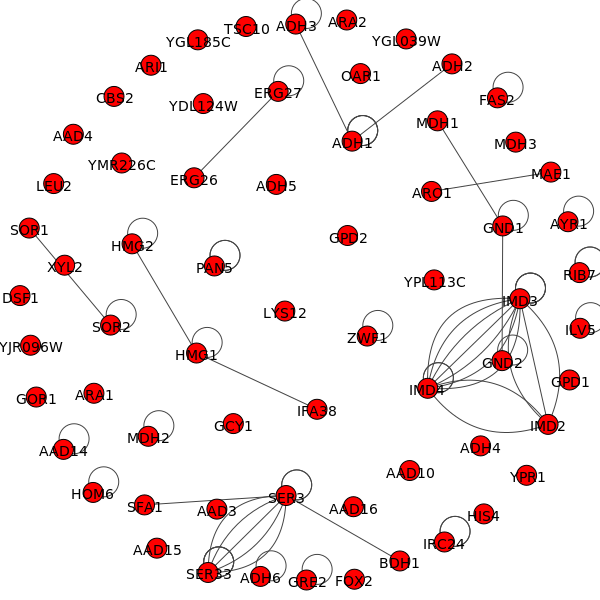 ADH3
ARA2
TSC10
YGL185C
YGL039W
ARI1
ADH2
OAR1
ERG27
CBS2
FAS2
YDL124W
MDH1
AAD4
ADH1
MDH3
YMR226C
MAE1
ERG26
LEU2
ADH5
ARO1
AYR1
SOR1
GND1
GPD2
HMG2
XYL2
PAN5
RIB7
YPL113C
DSF1
IMD3
LYS12
SOR2
ILV5
ZWF1
YJR096W
HMG1
GND2
GPD1
IMD4
ARA1
GOR1
IFA38
GCY1
IMD2
MDH2
ADH4
AAD14
AAD10
YPR1
HOM6
SER3
SFA1
AAD3
AAD16
HIS4
IRC24
AAD15
BDH1
SER33
ADH6
GRE2
FOX2